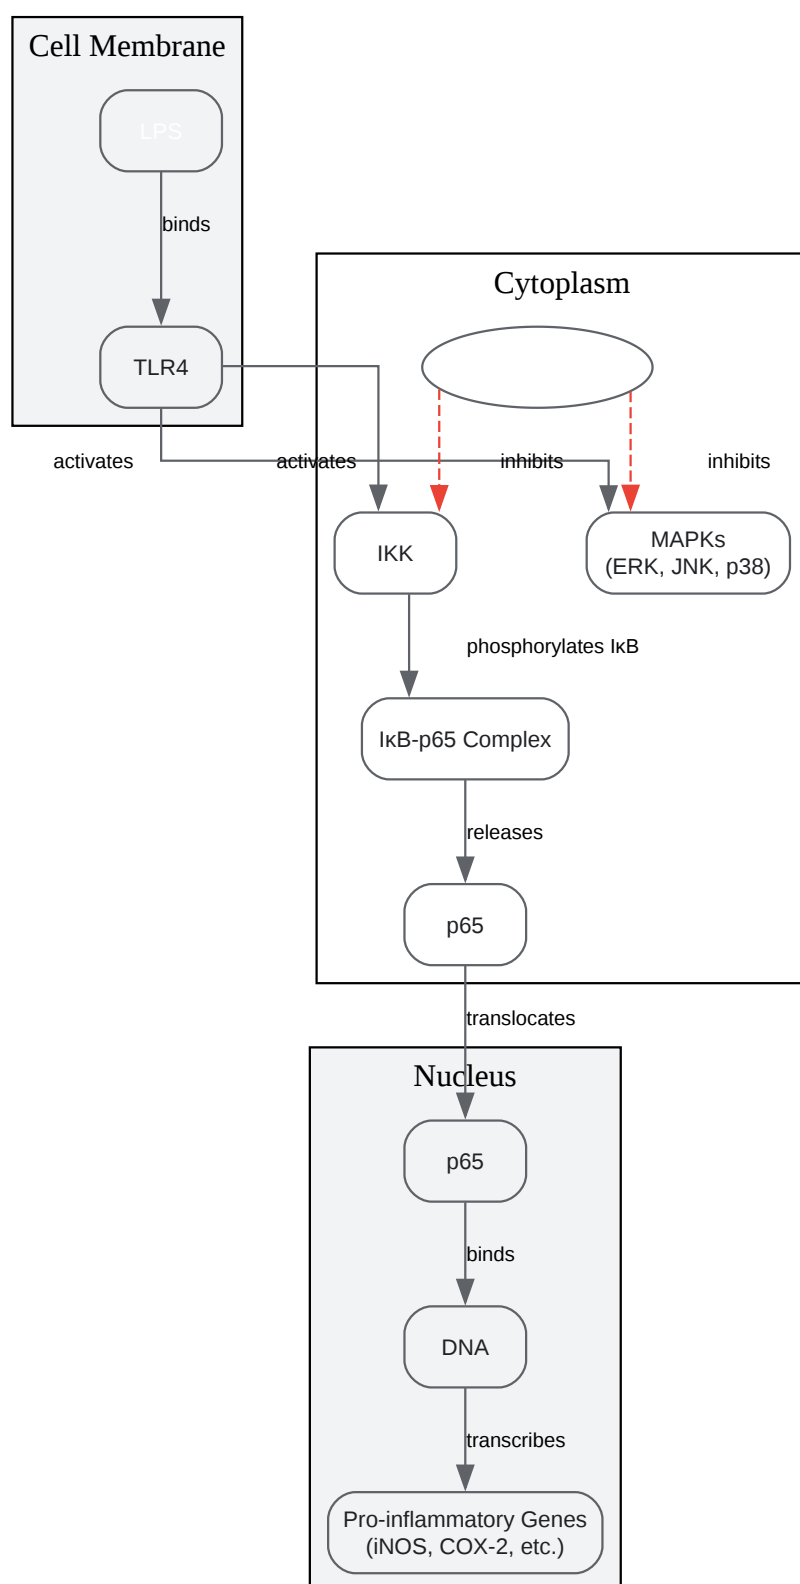 Cell Membrane
LPS
binds
Cytoplasm
TLR4
activates
activates
inhibits
inhibits
IKK
MAPKs
(ERK, JNK, p38)
phosphorylates IκB
IκB-p65 Complex
releases
p65
translocates
Nucleus
p65
binds
DNA
transcribes
Pro-inflammatory Genes
(iNOS, COX-2, etc.)